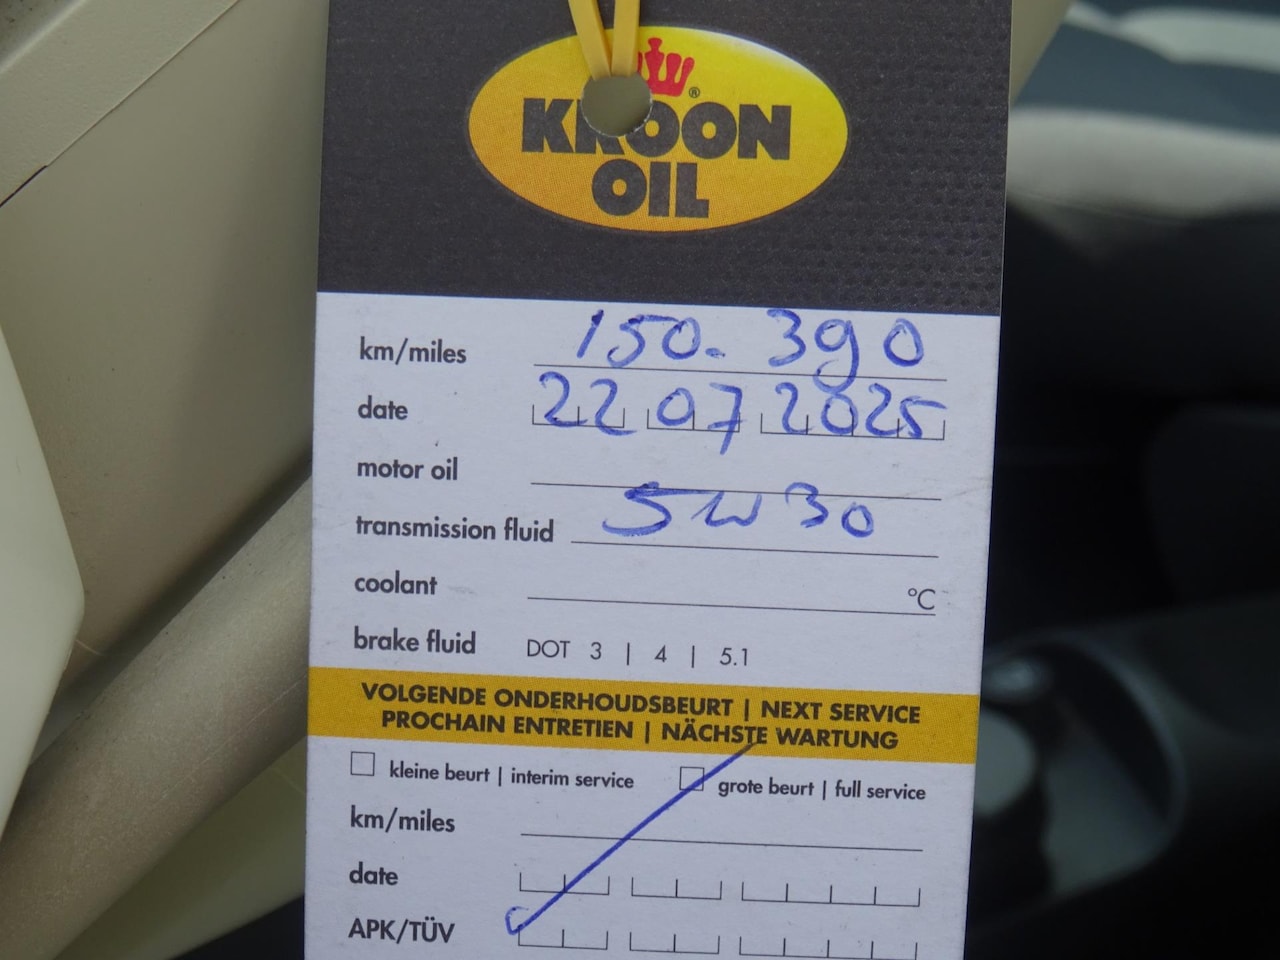 KROON
OIL
®
km/miles 150.390
date 22 07 2025
motor oil
transmission fluid 5W30
coolant °C
brake fluid DOT 3 | 4 | 5.1
VOLGENDE ONDERHOUDSBEURT | NEXT SERVICE
PROCHAIN ENTRETIEN | NÄCHSTE WARTUNG
kleine beurt | interim service grote beurt | full service
km/miles
date
APK/TÜV